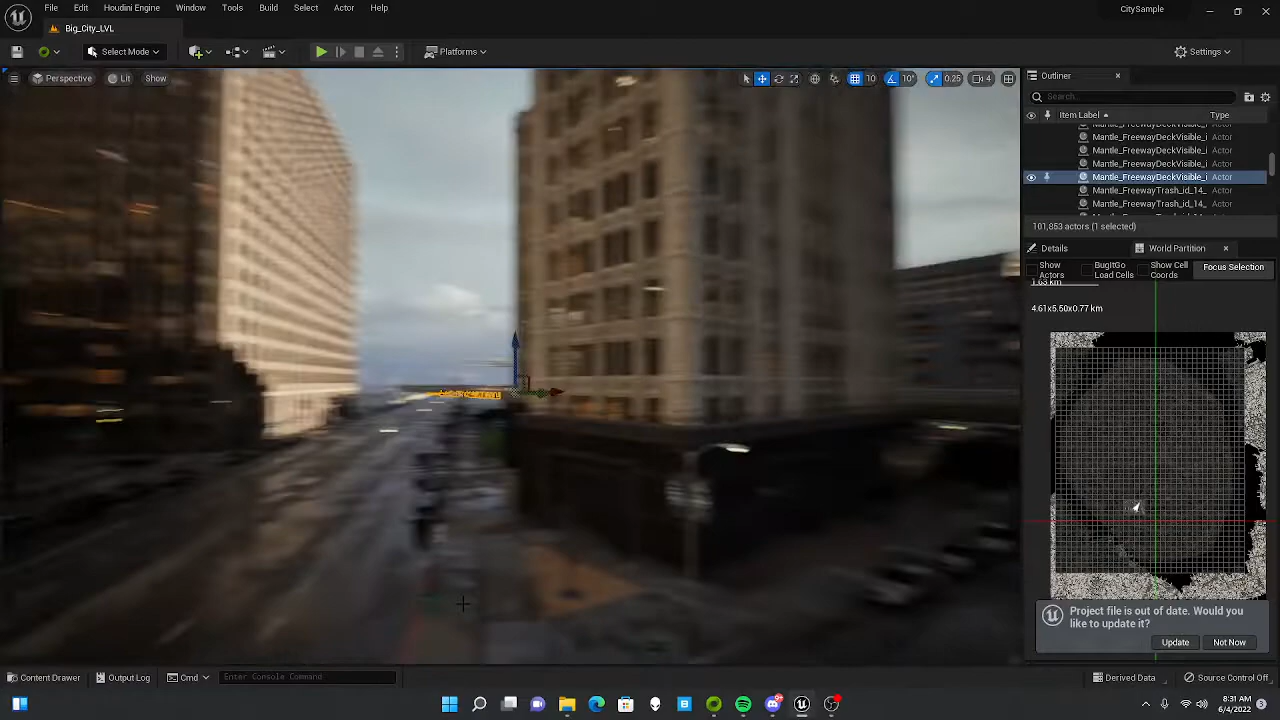 File Edit Window Tools Build Select Actor Help Houdini Engine
CitySample
Big_City_LVL
Select Mode
Platforms
Settings
Perspective Lit Show
10 10° 0.25 4
Outliner
Search...
Item Label Type
Mantle_FreewayDeckVisible_i Actor
Mantle_FreewayDeckVisible_i Actor
Mantle_FreewayDeckVisible_i Actor
Mantle_FreewayDeckVisible_i Actor
Mantle_FreewayTrash_id_14_ Actor
Mantle_FreewayTrash_id_14_ Actor
101,853 actors (1 selected)
Details World Partition
Show Actors BugItGo Load Cells Show Cell Coords Focus Selection
4.61x5.50x0.77 km
Project file is out of date. Would you
like to update it?
Update Not Now
Content Drawer Output Log Cmd Enter Console Command
Source Control Off
8:31 AM
6/4/2022